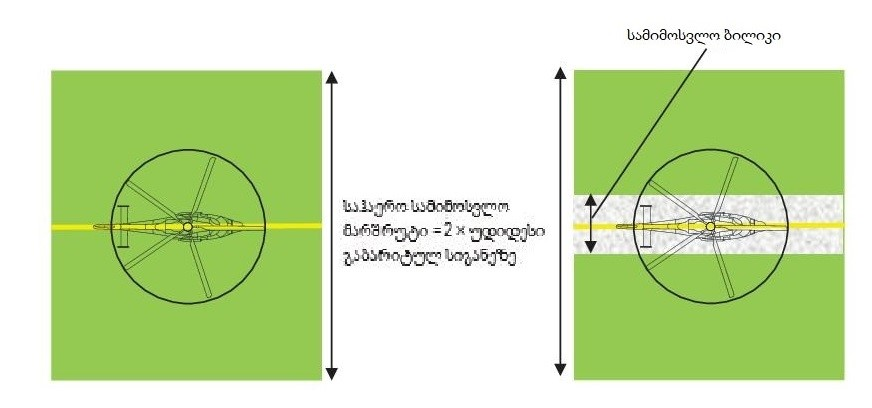 სამიმოსვლო ბილიკი
საჰაერო სამიმოსვლო
მარშრუტი = 2 × უდიდესი
გაბარიტულ სიგანეზე